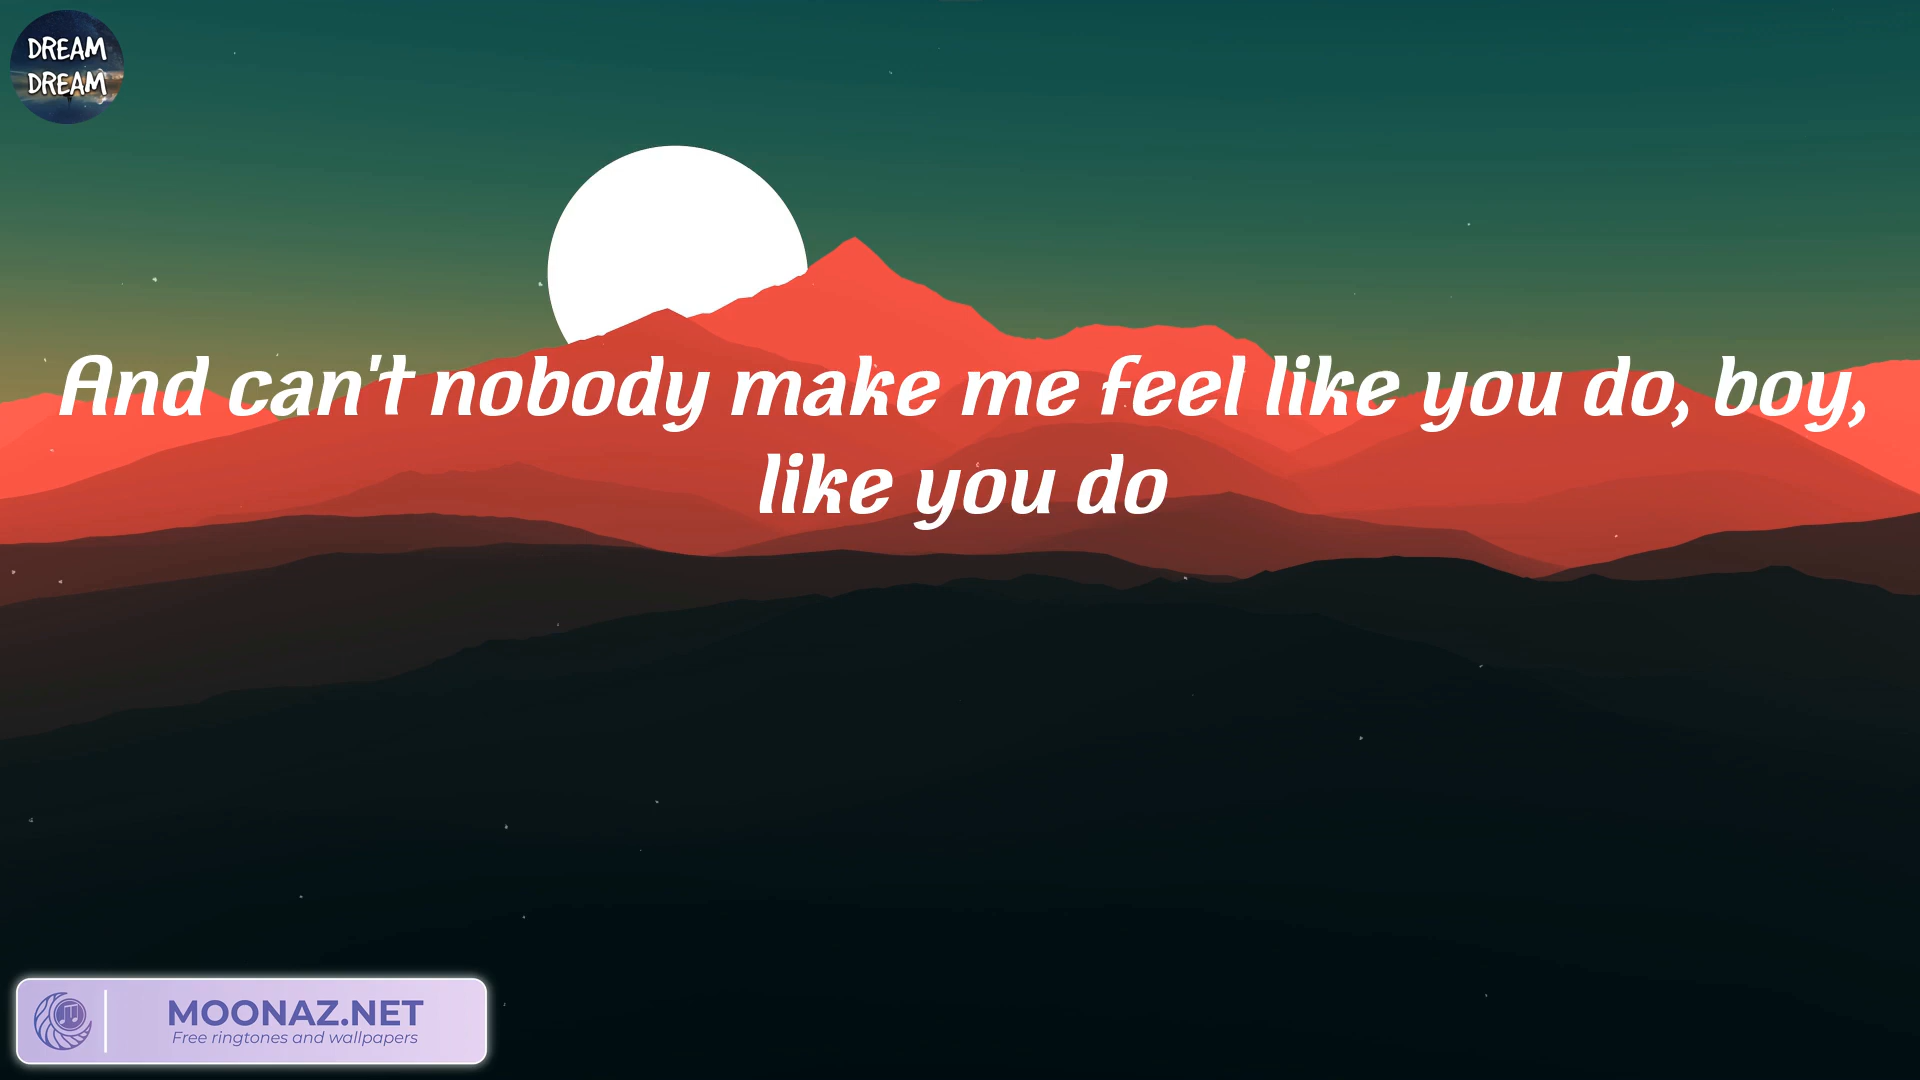 DREAM
DREAM
And can't nobody make me feel like you do, boy,
like you do
MOONAZ.NET
Free ringtones and wallpapers